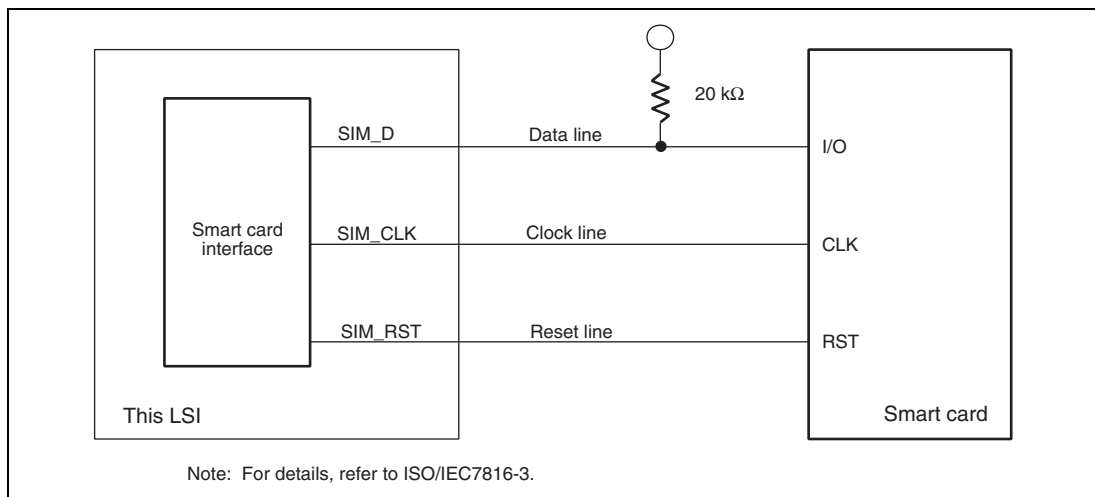 20 kΩ
SIM_D
Data line
I/O
Smart card
interface
SIM_CLK
Clock line
CLK
SIM_RST
Reset line
RST
This LSI
Smart card
Note: For details, refer to ISO/IEC7816-3.